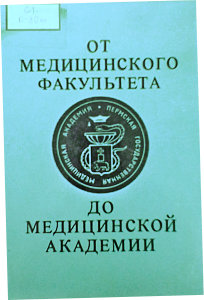 ОТ
МЕДИЦИНСКОГО
ФАКУЛЬТЕТА
ПЕРМСКАЯ ГОСУДАРСТВЕННАЯ МЕДИЦИНСКАЯ АКАДЕМИЯ
ДО
МЕДИЦИНСКОЙ
АКАДЕМИИ